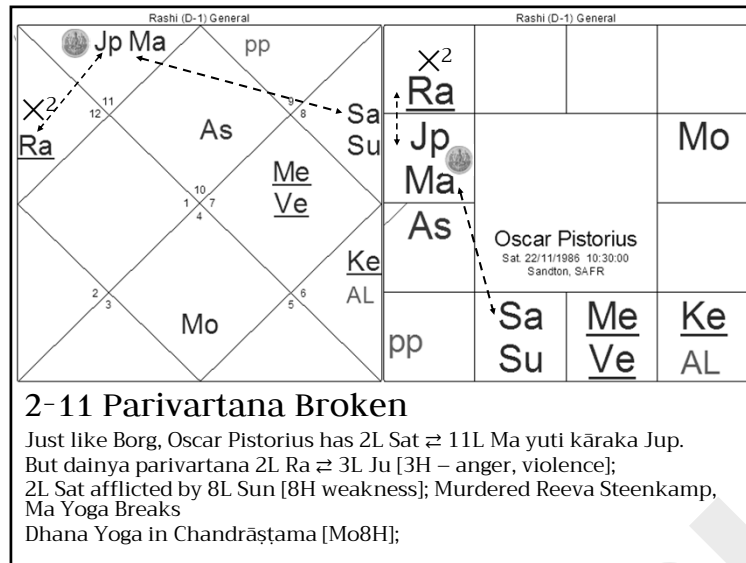 Rashi (D-1) General
Jp Ma
pp
×2
Ra
12
11
As
9
8
Sa
Su
Me
Ve
10
1
7
4
Ke
AL
2
3
6
5
Mo
Rashi (D-1) General
×2
Ra
Jp
Ma
Mo
As
Oscar Pistorius
Sat. 22/11/1986 10:30:00
Sandton, SAFR
pp
Sa
Su
Me
Ve
Ke
AL
2-11 Parivartana Broken
Just like Borg, Oscar Pistorius has 2L Sat ⇄ 11L Ma yuti kāraka Jup.
But dainya parivartana 2L Ra ⇄ 3L Ju [3H – anger, violence];
2L Sat afflicted by 8L Sun [8H weakness]; Murdered Reeva Steenkamp,
Ma Yoga Breaks
Dhana Yoga in Chandrāṣṭama [Mo8H];